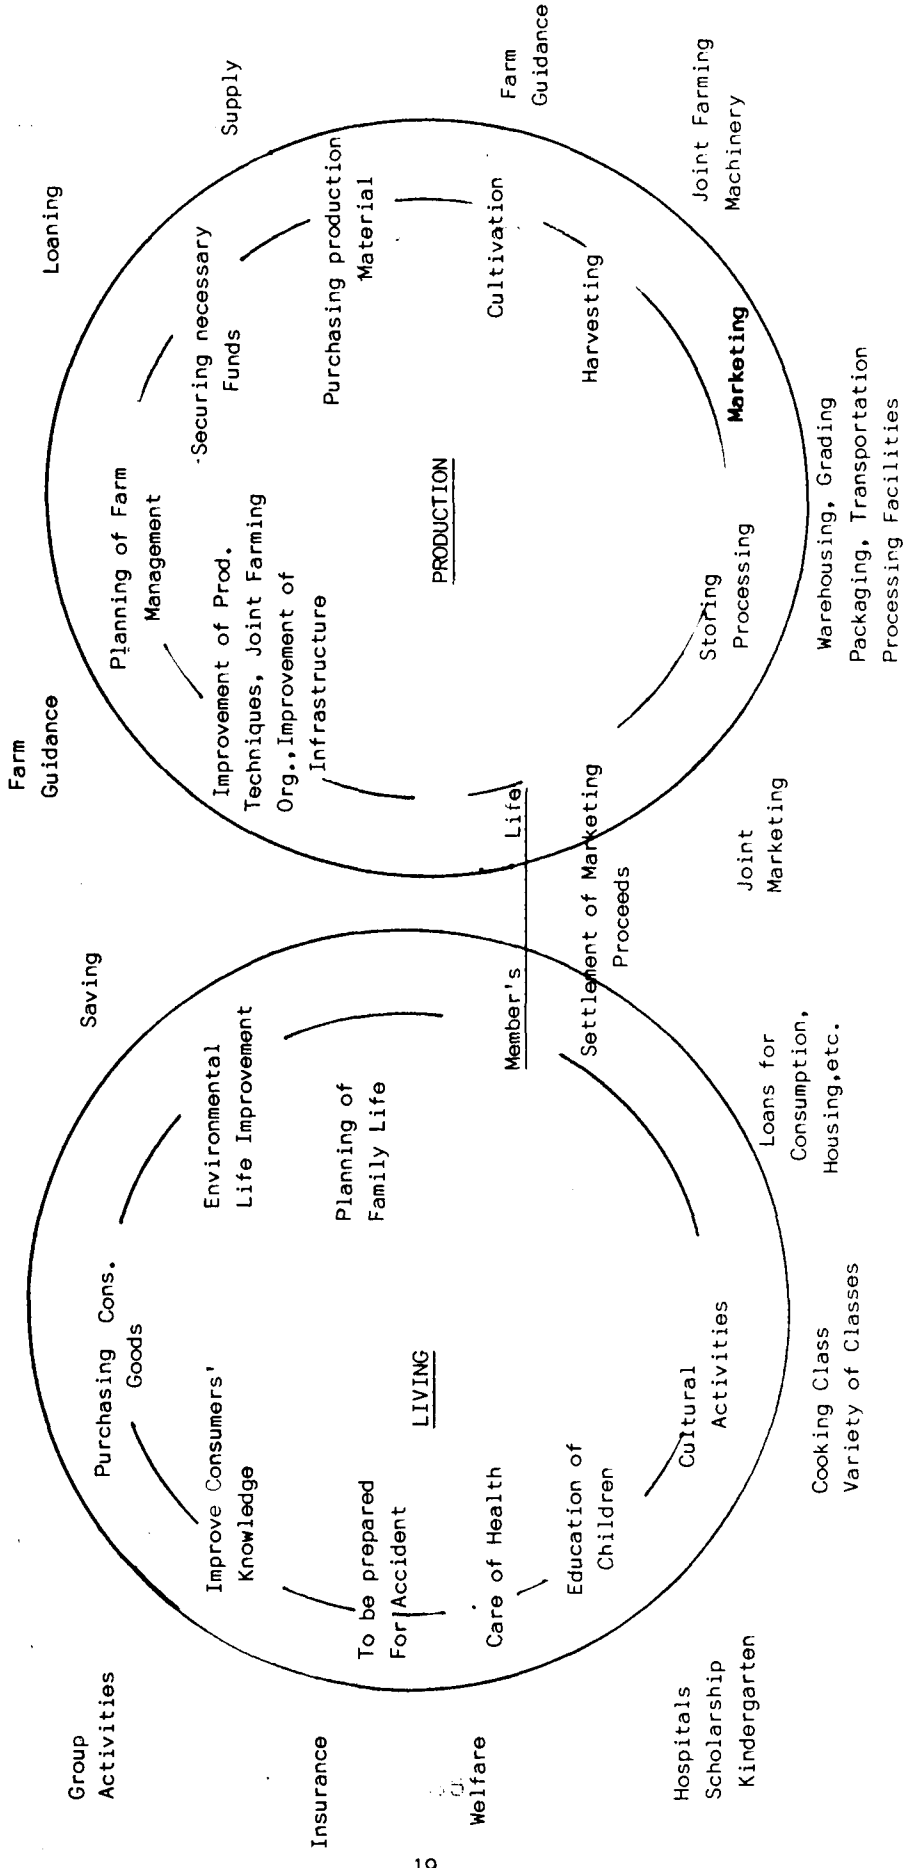 Group
Activities
Saving
Farm
Guidance
Loaning
Supply
Purchasing Cons.
Goods
Environmental
Life Improvement
Planning of Farm
Management
Securing necessary
Funds
Improve Consumers'
Knowledge
Planning of
Family Life
Improvement of Prod.
Techniques, Joint Farming
Org.,Improvement of
Infrastructure
Purchasing production
Material
Insurance
To be prepared
For Accident
LIVING
PRODUCTION
Welfare
Care of Health
Member's Life
Cultivation
Farm
Guidance
Education of
Children
Settlement of Marketing
Proceeds
Harvesting
Hospitals
Scholarship
Kindergarten
Cultural
Activities
Storing
Processing
Marketing
Joint Farming
Machinery
Cooking Class
Variety of Classes
Loans for
Consumption,
Housing,etc.
Joint
Marketing
Warehousing, Grading
Packaging, Transportation
Processing Facilities
19